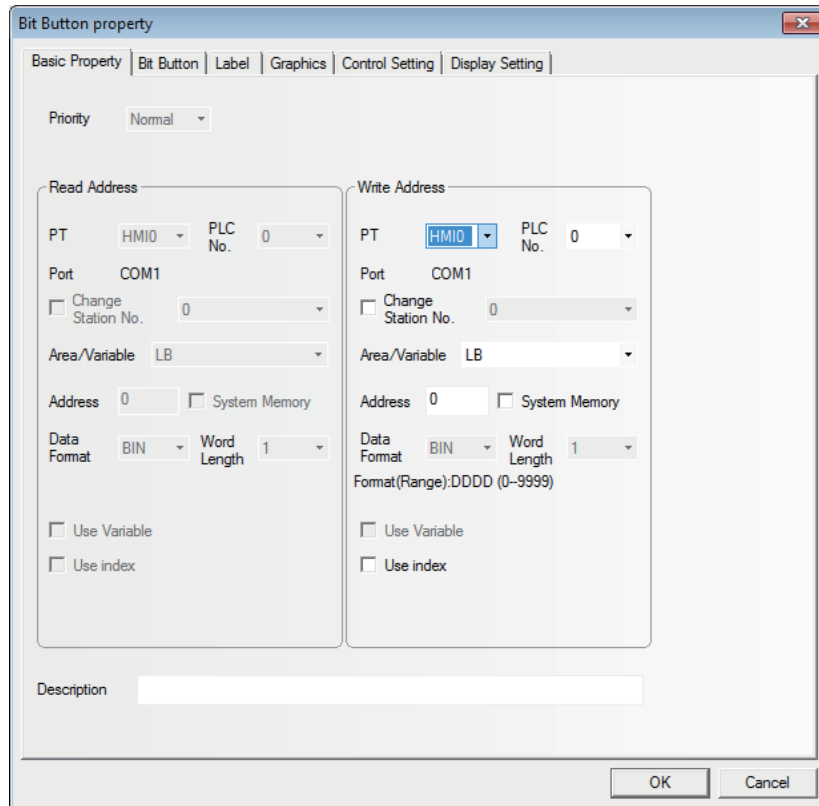 Bit Button property
Basic Property Bit Button Label Graphics Control Setting Display Setting
Priority Normal
Read Address
PT HMI0 PLC No. 0
Port COM1
Change Station No. 0
Area/Variable LB
Address 0 System Memory
Data Format BIN Word Length 1
Use Variable
Use index
Write Address
PT HMI0 PLC No. 0
Port COM1
Change Station No. 0
Area/Variable LB
Address 0 System Memory
Data Format BIN Word Length 1
Format(Range):DDDD (0--9999)
Use Variable
Use index
Description
OK Cancel